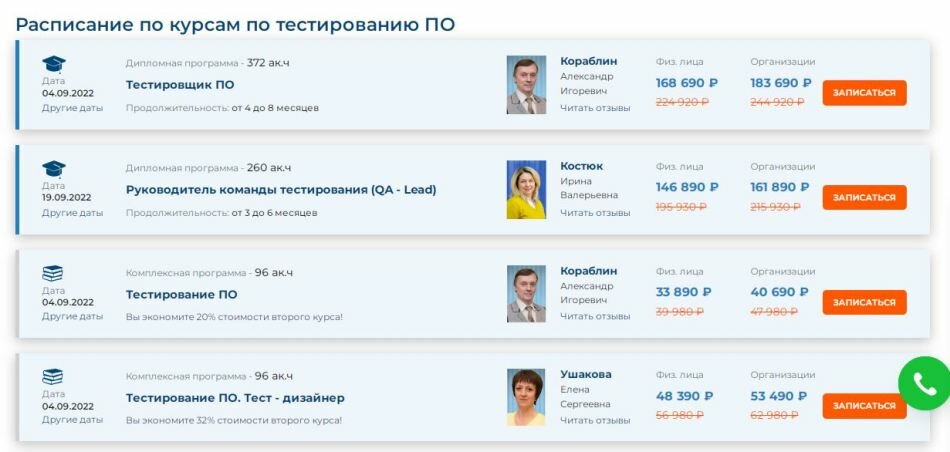 Расписание по курсам по тестированию ПО
Дата
04.09.2022
Другие даты
Дипломная программа - 372 ак.ч
Тестировщик ПО
Продолжительность: от 4 до 8 месяцев
Кораблин
Александр
Игоревич
Читать отзывы
Физ. лица
168 690 ₽
224 920 ₽
Организации
183 690 ₽
244 920 ₽
ЗАПИСАТЬСЯ
Дата
19.09.2022
Другие даты
Дипломная программа - 260 ак.ч
Руководитель команды тестирования (QA - Lead)
Продолжительность: от 3 до 6 месяцев
Костюк
Ирина
Валерьевна
Читать отзывы
Физ. лица
146 890 ₽
195 930 ₽
Организации
161 890 ₽
215 930 ₽
ЗАПИСАТЬСЯ
Дата
04.09.2022
Другие даты
Комплексная программа - 96 ак.ч
Тестирование ПО
Вы экономите 20% стоимости второго курса!
Кораблин
Александр
Игоревич
Читать отзывы
Физ. лица
33 890 ₽
39 980 ₽
Организации
40 690 ₽
47 980 ₽
ЗАПИСАТЬСЯ
Дата
04.09.2022
Другие даты
Комплексная программа - 96 ак.ч
Тестирование ПО. Тест - дизайнер
Вы экономите 32% стоимости второго курса!
Ушакова
Елена
Сергеевна
Читать отзывы
Физ. лица
48 390 ₽
56 980 ₽
Организации
53 490 ₽
62 980 ₽
ЗАПИСАТЬСЯ